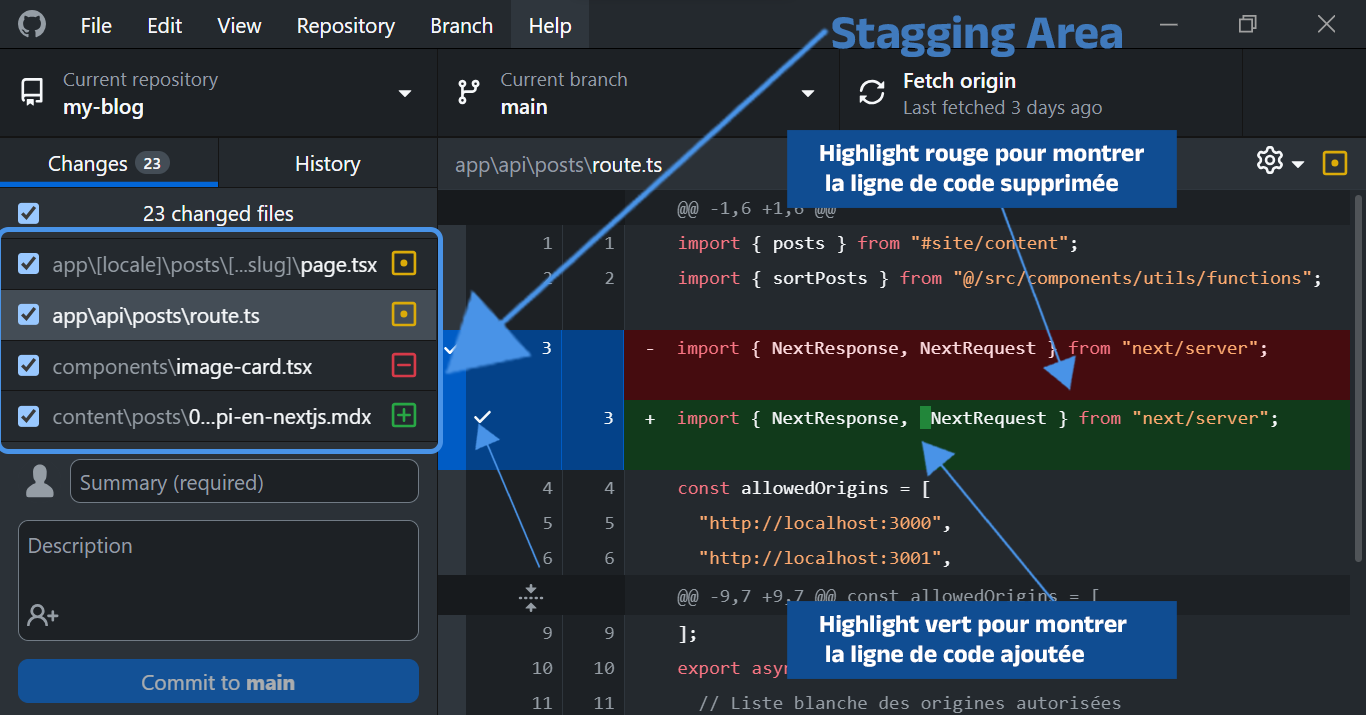 File Edit View Repository Branch Help
Stagging Area
Current repository
my-blog
Current branch
main
Fetch origin
Last fetched 3 days ago
Changes 23 History
23 changed files
app\[locale]\posts\[...slug]\page.tsx
app\api\posts\route.ts
components\image-card.tsx
content\posts\0...pi-en-nextjs.mdx
Summary (required)
Description
Commit to main
app\api\posts\route.ts
Highlight rouge pour montrer
la ligne de code supprimée
@@ -1,6 +1,6 @@
1 1 import { posts } from "#site/content";
2 2 import { sortPosts } from "@/src/components/utils/functions";
3 - import { NextResponse, NextRequest } from "next/server";
3 + import { NextResponse,  NextRequest } from "next/server";
4 4 const allowedOrigins = [
5 5 "http://localhost:3000",
6 6 "http://localhost:3001",
@@ -9,7 +9,7 @@ const allowedOrigins = [
Highlight vert pour montrer
la ligne de code ajoutée
9 9 ];
10 10 export
11 11 // Liste blanche des origines autorisées